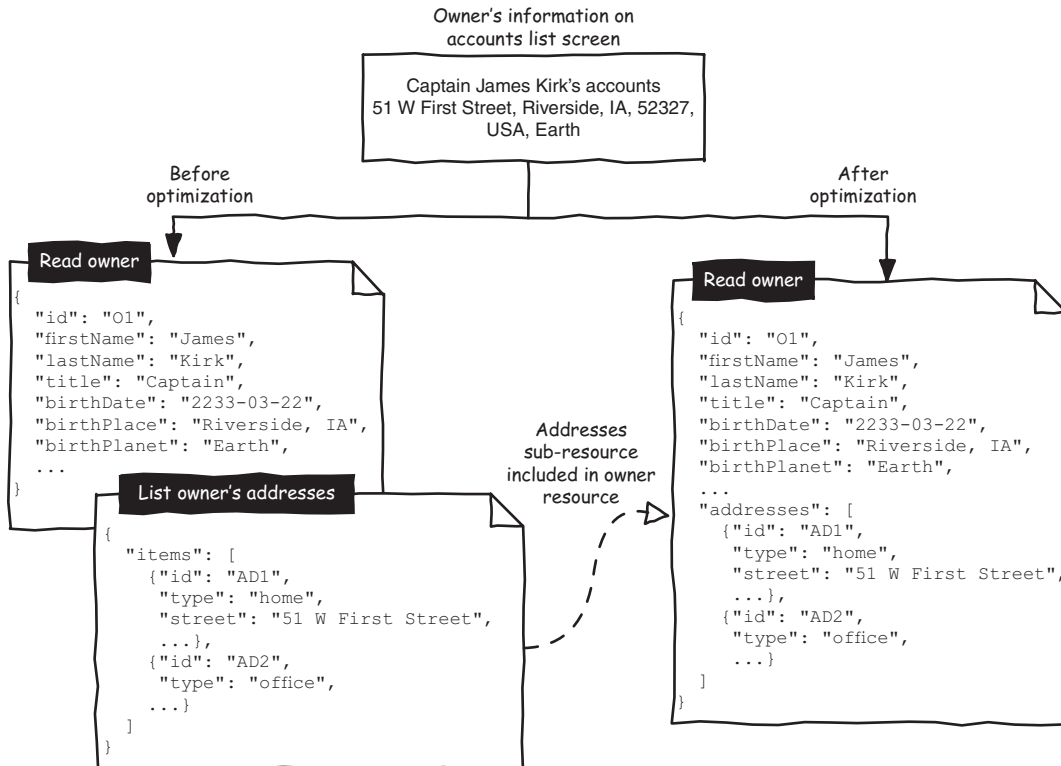 Owner's information on
accounts list screen
Captain James Kirk's accounts
51 W First Street, Riverside, IA, 52327,
USA, Earth
Before
optimization
After
optimization
Read owner
{
"id": "O1",
"firstName": "James",
"lastName": "Kirk",
"title": "Captain",
"birthDate": "2233-03-22",
"birthPlace": "Riverside, IA",
"birthPlanet": "Earth",
...
}
List owner's addresses
{
"items": [
{"id": "AD1",
"type": "home",
"street": "51 W First Street",
...},
{"id": "AD2",
"type": "office",
...}
]
}
Addresses
sub-resource
included in owner
resource
Read owner
{
"id": "O1",
"firstName": "James",
"lastName": "Kirk",
"title": "Captain",
"birthDate": "2233-03-22",
"birthPlace": "Riverside, IA",
"birthPlanet": "Earth",
...
"addresses": [
{"id": "AD1",
"type": "home",
"street": "51 W First Street",
...},
{"id": "AD2",
"type": "office",
...}
]
}